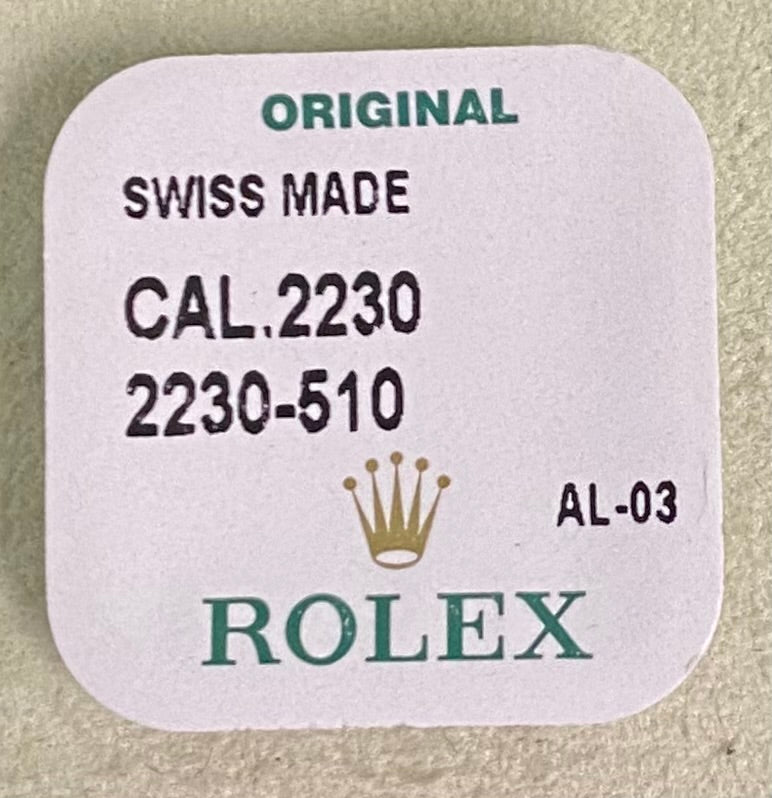 ORIGINAL
SWISS MADE
CAL.2230
2230-510
AL-03
ROLEX